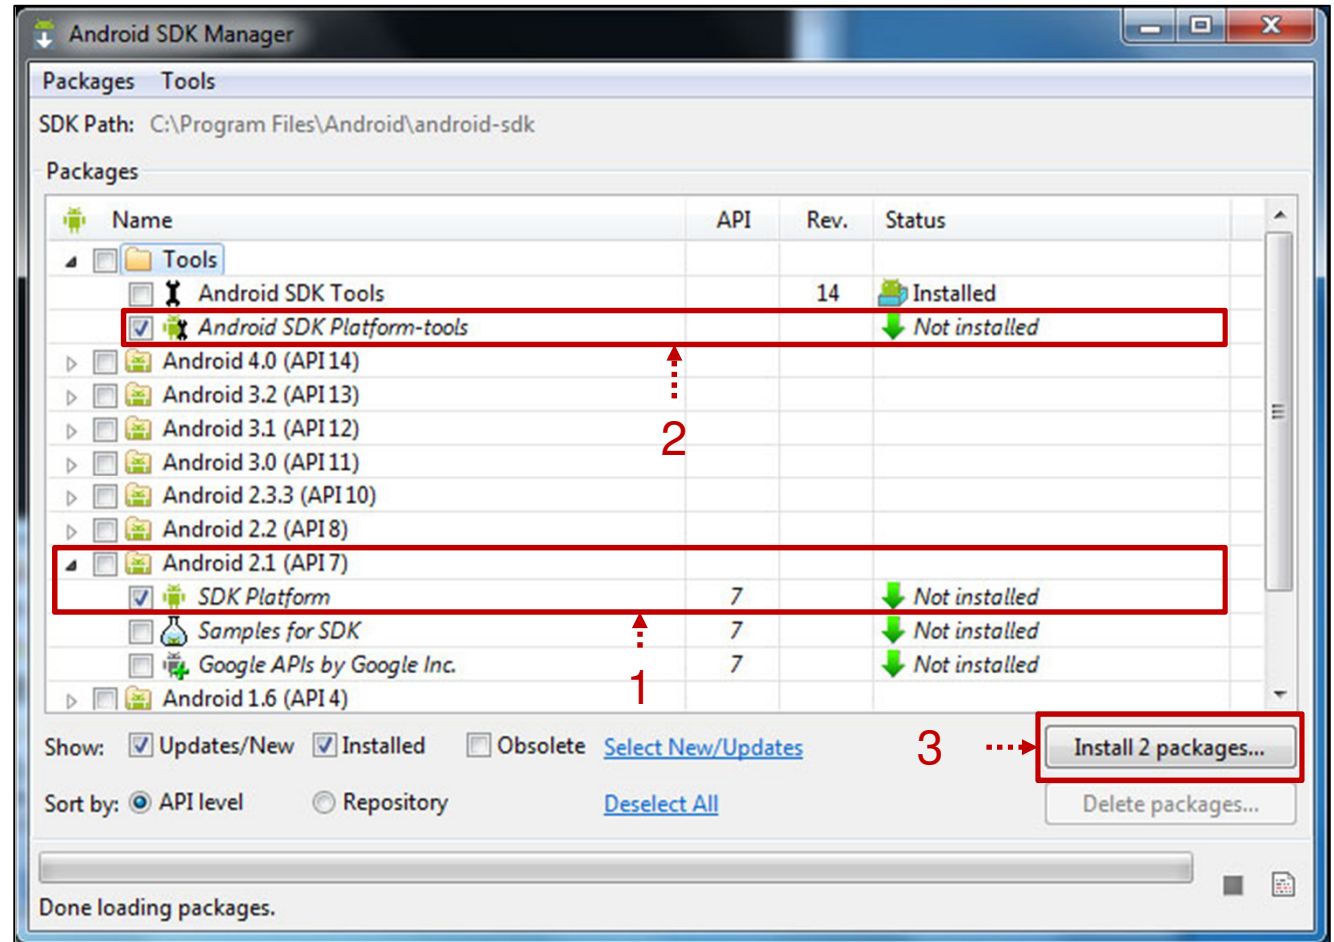 Android SDK Manager
Packages Tools
SDK Path: C:\Program Files\Android\android-sdk
Packages
Name API Rev. Status
Tools
Android SDK Tools 14 Installed
Android SDK Platform-tools Not installed
Android 4.0 (API 14)
Android 3.2 (API 13)
Android 3.1 (API 12)
2
Android 3.0 (API 11)
Android 2.3.3 (API 10)
Android 2.2 (API 8)
Android 2.1 (API 7)
SDK Platform 7 Not installed
Samples for SDK 7 Not installed
Google APIs by Google Inc. 7 Not installed
1
Android 1.6 (API 4)
Show: Updates/New Installed Obsolete Select New/Updates 3 Install 2 packages...
Sort by: API level Repository Deselect All Delete packages...
Done loading packages.